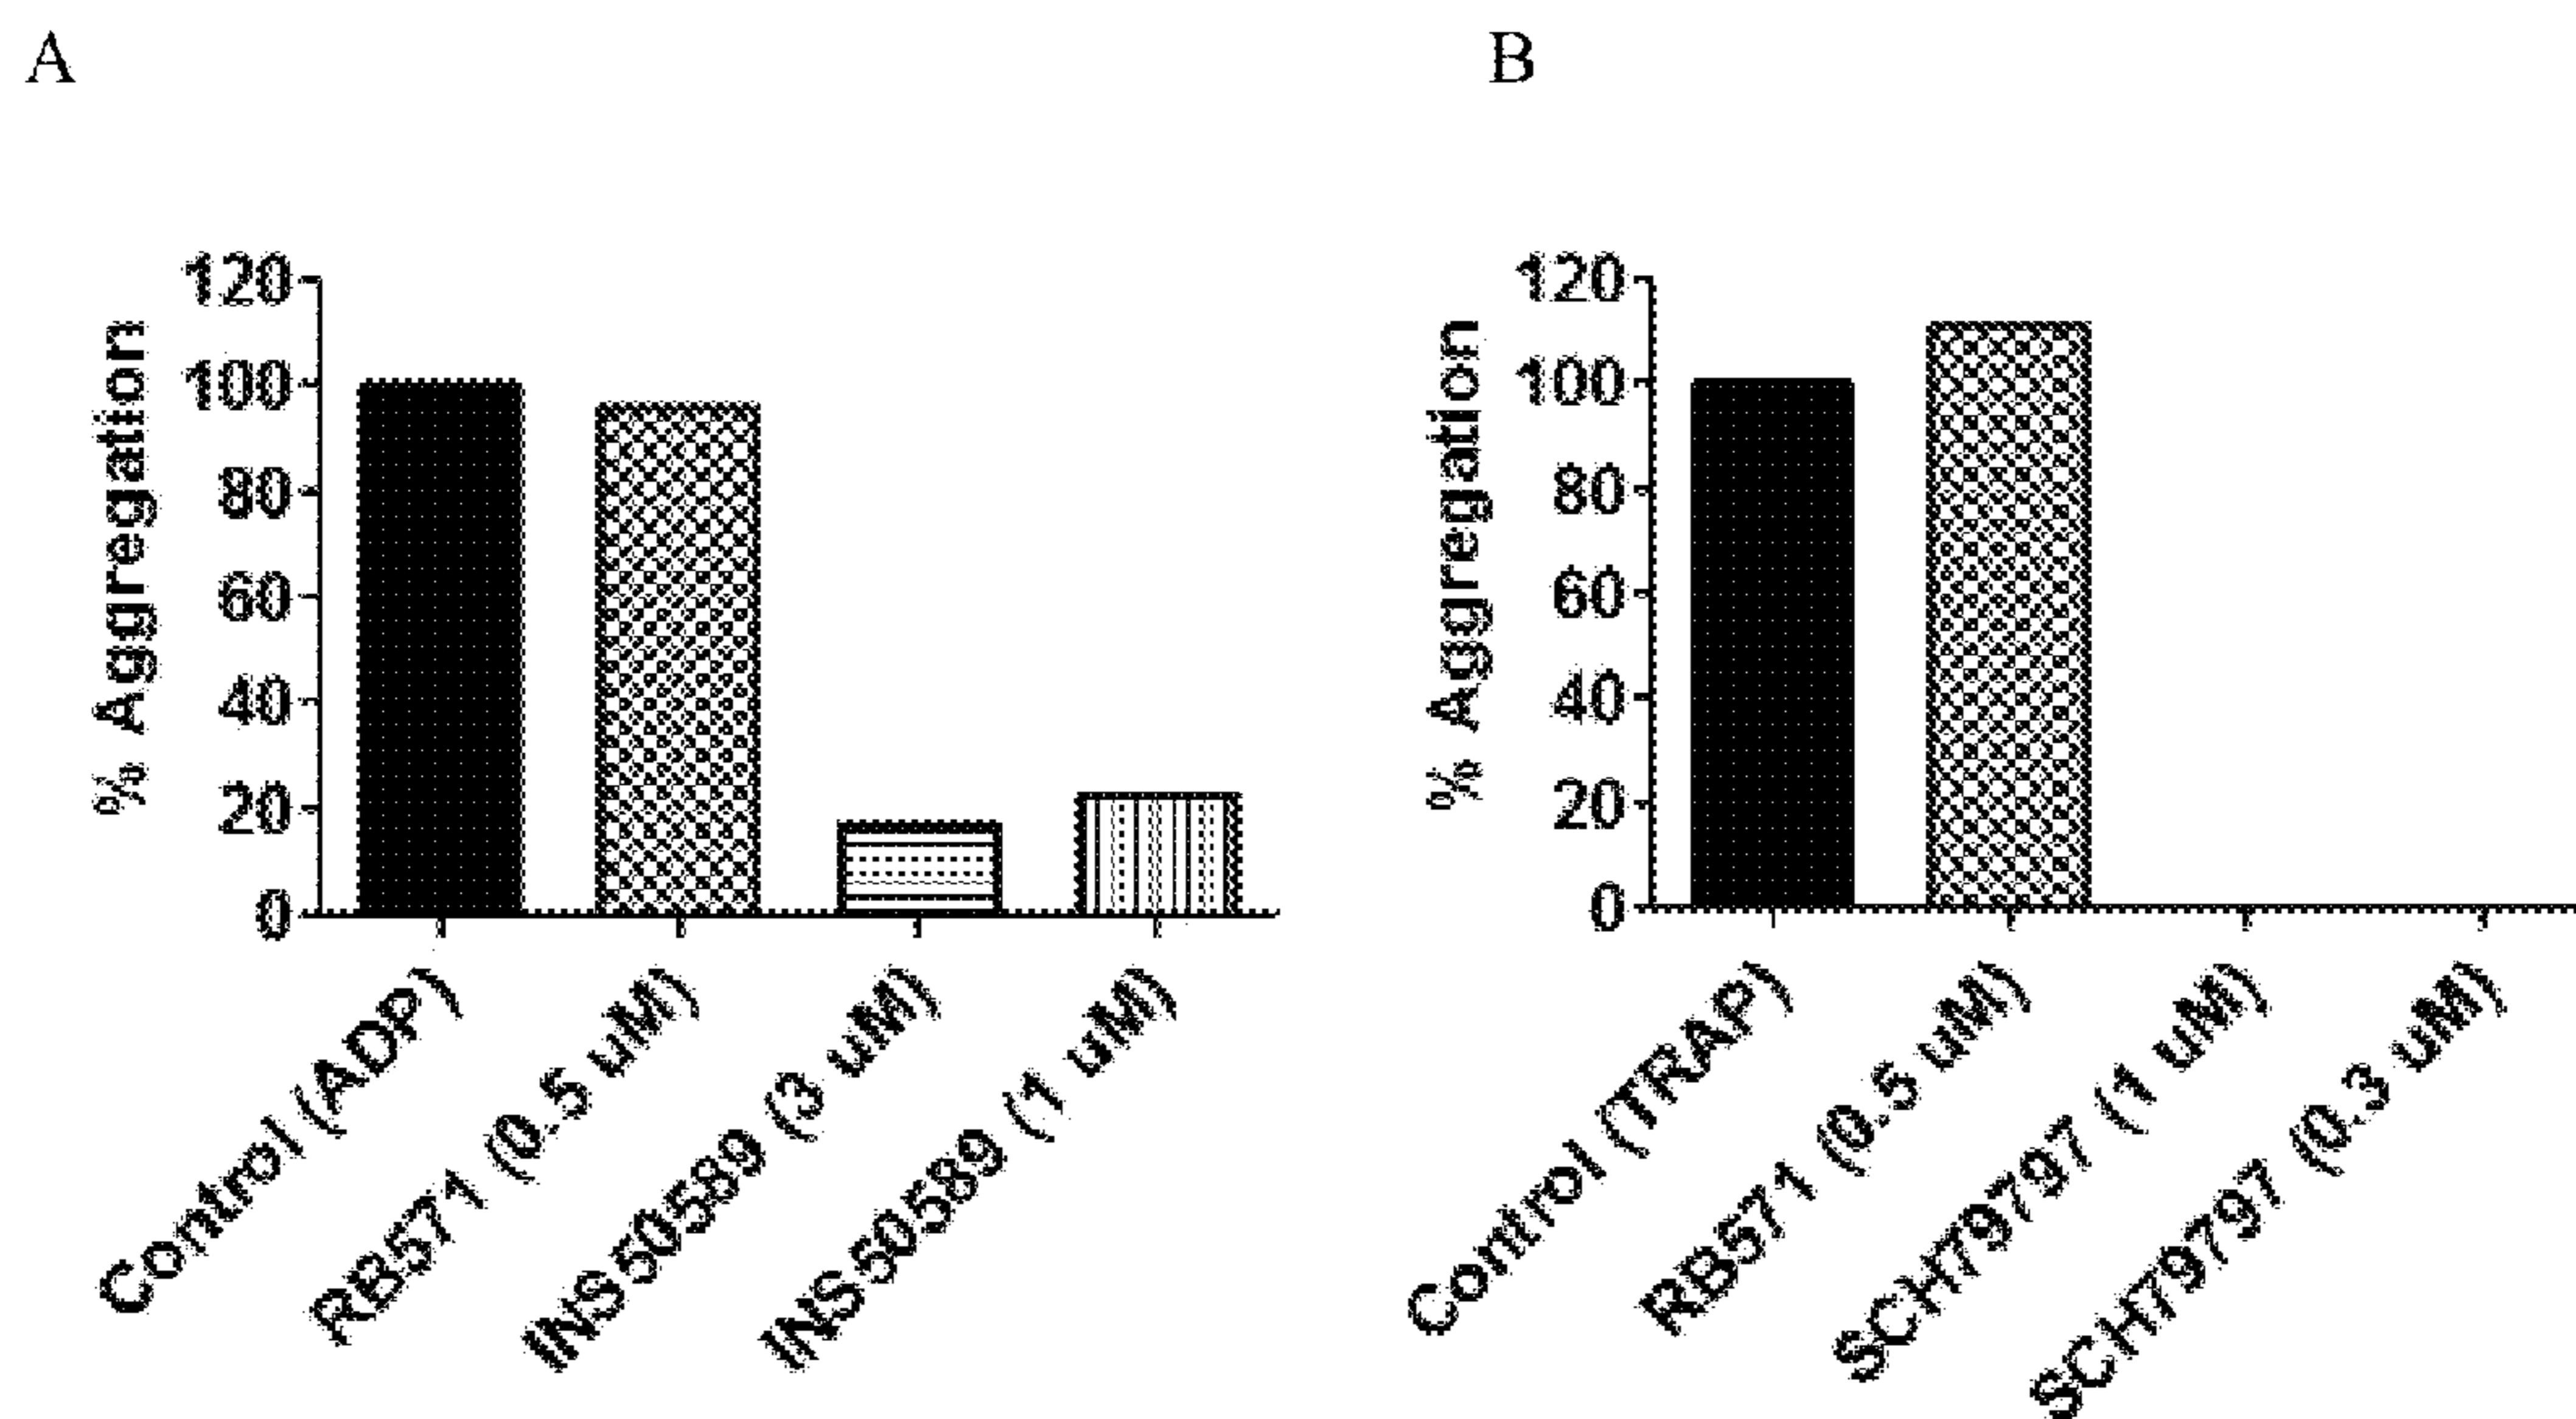 A
% Aggregation
120
100
80
60
40
20
0
Control (ADP)
RB571 (0.5 uM)
INS50589 (3 uM)
INS50589 (1 uM)
B
% Aggregation
120
100
80
60
40
20
0
Control (TRAP)
RB571 (0.5 uM)
SCH79797 (1 uM)
SCH79797 (0.3 uM)